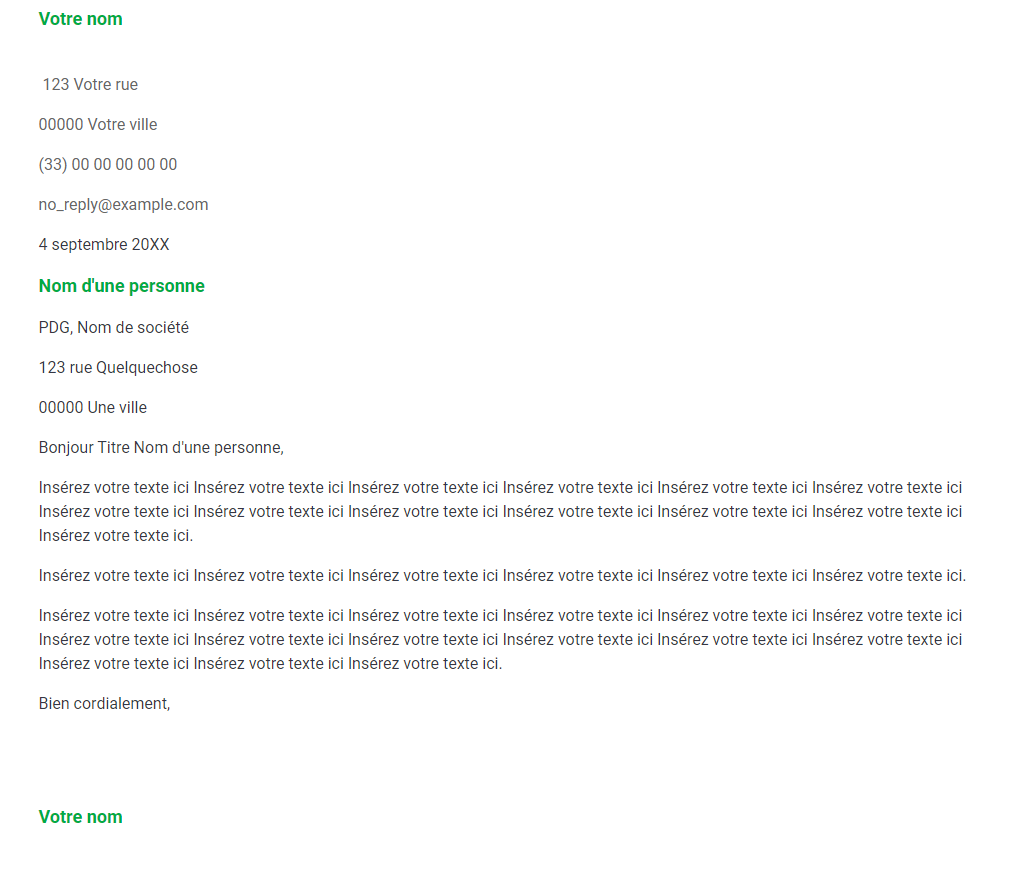 Votre nom
123 Votre rue
00000 Votre ville
(33) 00 00 00 00 00
no_reply@example.com
4 septembre 20XX
Nom d'une personne
PDG, Nom de société
123 rue Quelquechose
00000 Une ville
Bonjour Titre Nom d'une personne,
Insérez votre texte ici Insérez votre texte ici Insérez votre texte ici Insérez votre texte ici Insérez votre texte ici Insérez votre texte ici
Insérez votre texte ici Insérez votre texte ici Insérez votre texte ici Insérez votre texte ici Insérez votre texte ici Insérez votre texte ici
Insérez votre texte ici.
Insérez votre texte ici Insérez votre texte ici Insérez votre texte ici Insérez votre texte ici Insérez votre texte ici Insérez votre texte ici.
Insérez votre texte ici Insérez votre texte ici Insérez votre texte ici Insérez votre texte ici Insérez votre texte ici Insérez votre texte ici
Insérez votre texte ici Insérez votre texte ici Insérez votre texte ici Insérez votre texte ici Insérez votre texte ici Insérez votre texte ici
Insérez votre texte ici Insérez votre texte ici Insérez votre texte ici.
Bien cordialement,
Votre nom